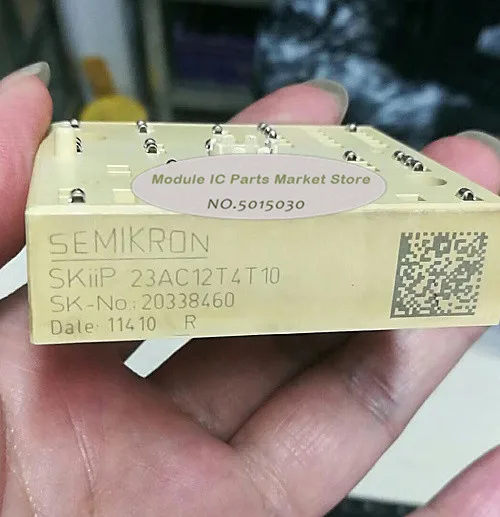 Module IC Parts Market Store
NO.5015030
SEMIKRON
SKiiP 23AC12T4T10
SK-No: 20338460
Date: 11410 R